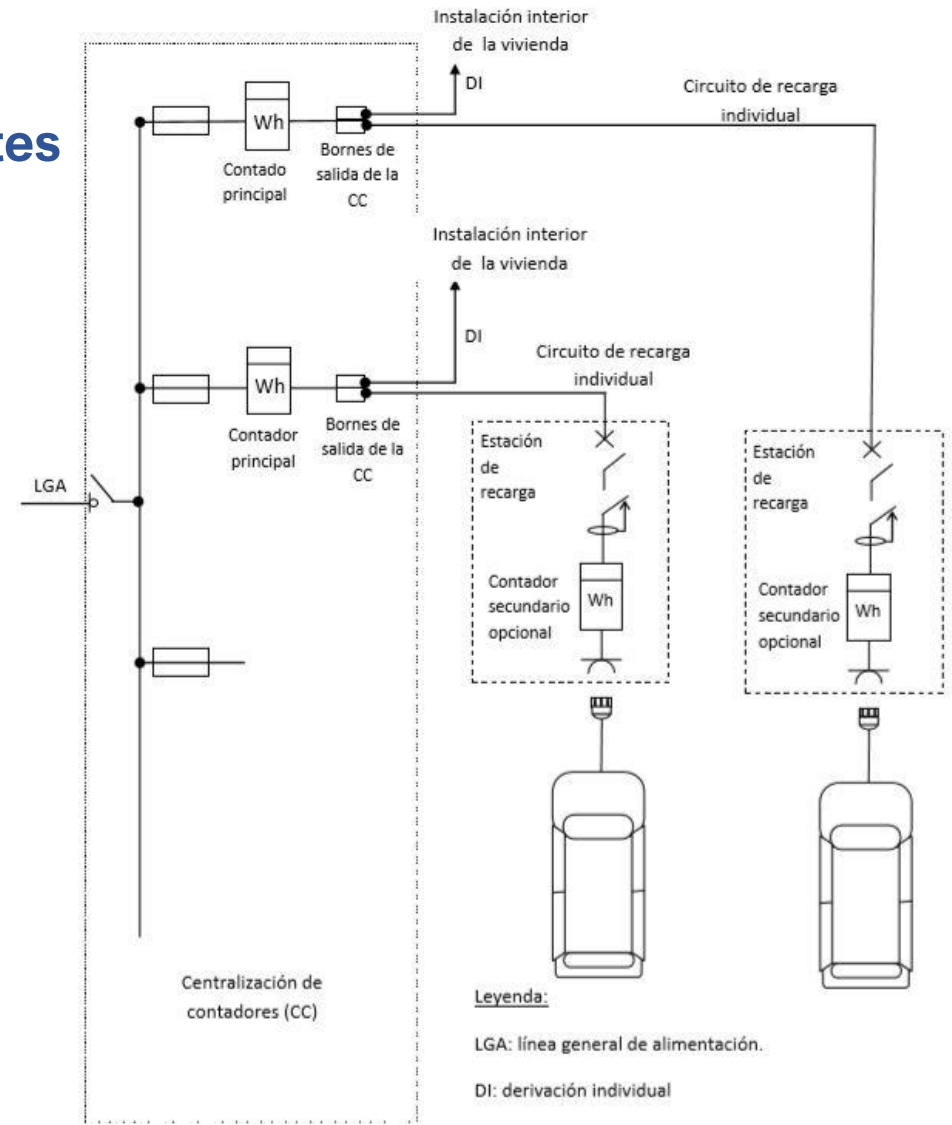 Instalación interior
de la vivienda
DI
Circuito de recarga
individual
tes
Wh
Contado
principal
Bornes de
salida de la
CC
Instalación interior
de la vivienda
DI
Circuito de recarga
individual
Wh
Contador
principal
Bornes de
salida de la
CC
LGA
Estación
de
recarga
Contador
secundario
opcional
Wh
Estación
de
recarga
Contador
secundario
opcional
Wh
Centralización de
contadores (CC)
Leyenda:
LGA: línea general de alimentación.
DI: derivación individual